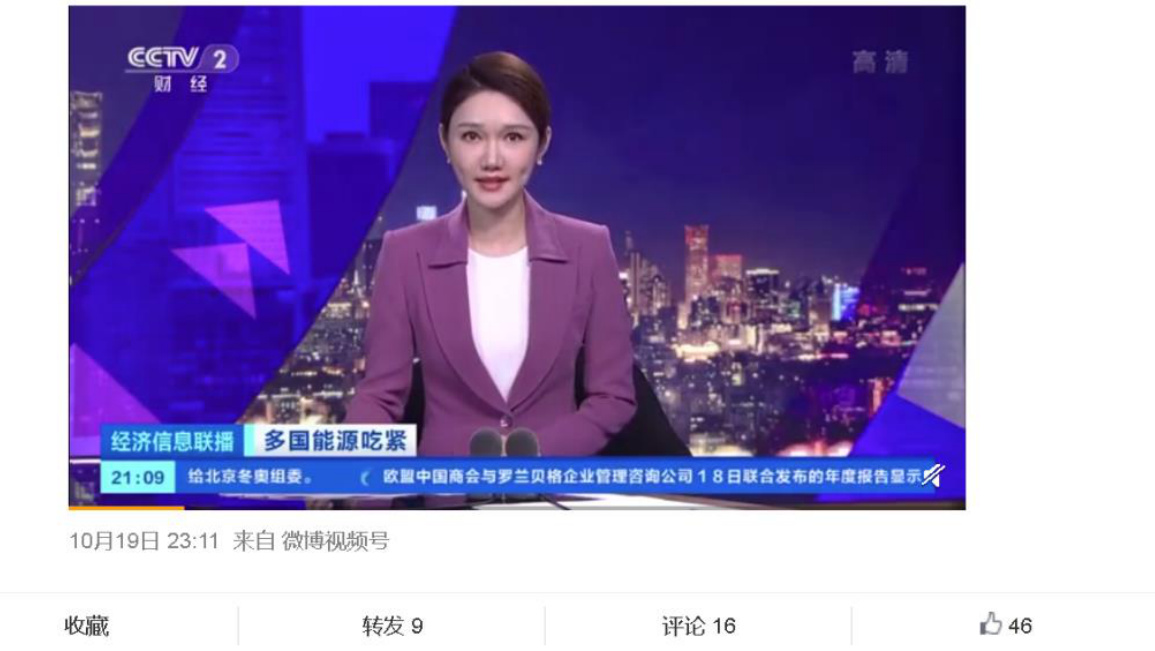 CCTV 2
财经
高清
经济信息联播 多国能源吃紧
21:09 给北京冬奥组委。 欧盟中国商会与罗兰贝格企业管理咨询公司18日联合发布的年度报告显示
10月19日 23:11 来自 微博视频号
收藏 转发 9 评论 16 46